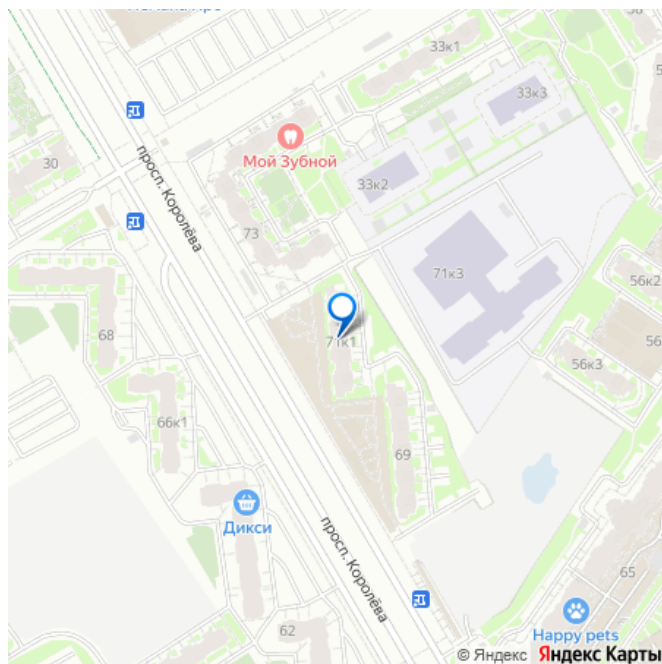 33к1
33к3
Мой Зубной
30
33к2
просп. Королёва
73
71к3
56к2
68
71к1
56
56к3
66к1
69
Дикси
просп. Королёва
65
62
Happy pets
© Яндекс Яндекс Карты